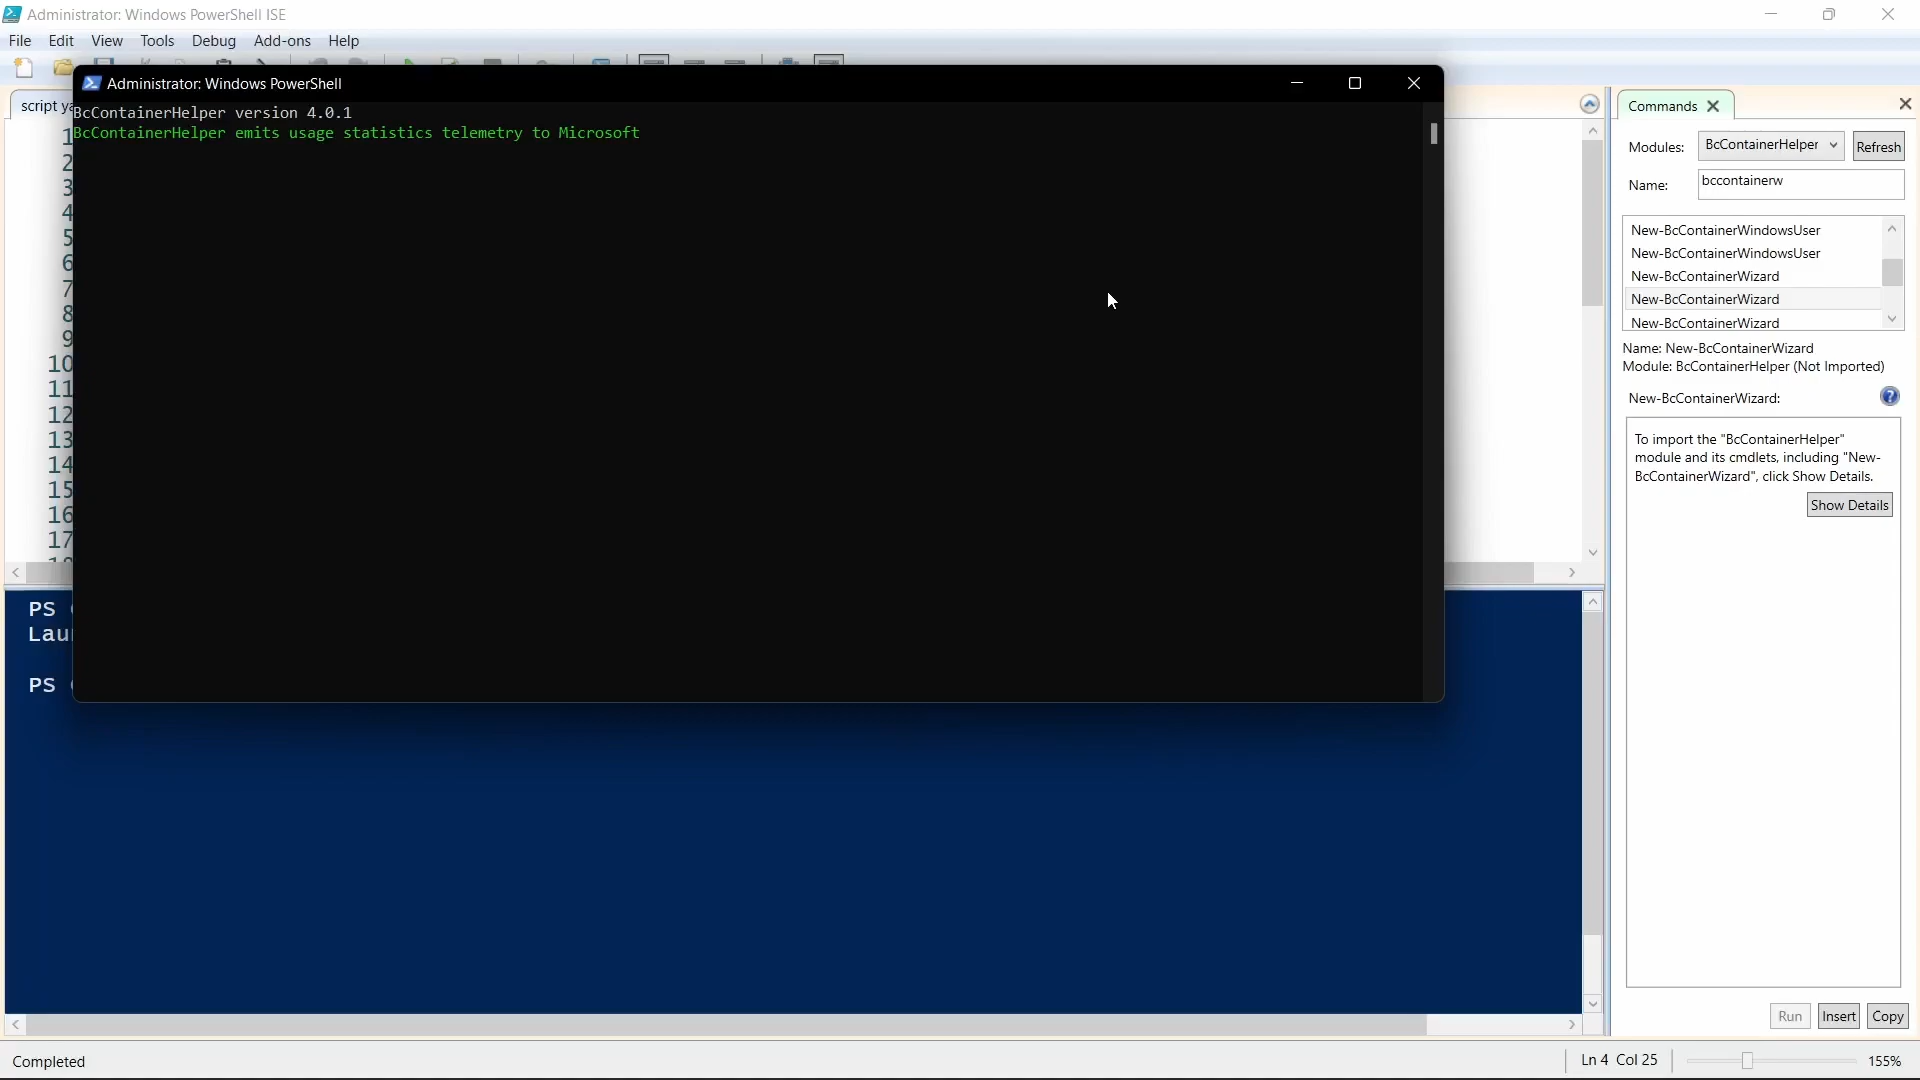 Administrator: Windows PowerShell ISE
File Edit View Tools Debug Add-ons Help
Administrator: Windows PowerShell
script
BcContainerHelper version 4.0.1
BcContainerHelper emits usage statistics telemetry to Microsoft
1
2
3
4
5
6
7
8
9
10
11
12
13
14
15
16
17
PS
PS
Commands
Modules: BcContainerHelper Refresh
Name: bccontainerw
New-BcContainerWindowsUser
New-BcContainerWindowsUser
New-BcContainerWizard
New-BcContainerWizard
New-BcContainerWizard
Name: New-BcContainerWizard
Module: BcContainerHelper (Not Imported)
New-BcContainerWizard:
?
To import the "BcContainerHelper"
module and its cmdlets, including "New-
BcContainerWizard", click Show Details.
Show Details
Run Insert Copy
Completed
Ln 4 Col 25
155%